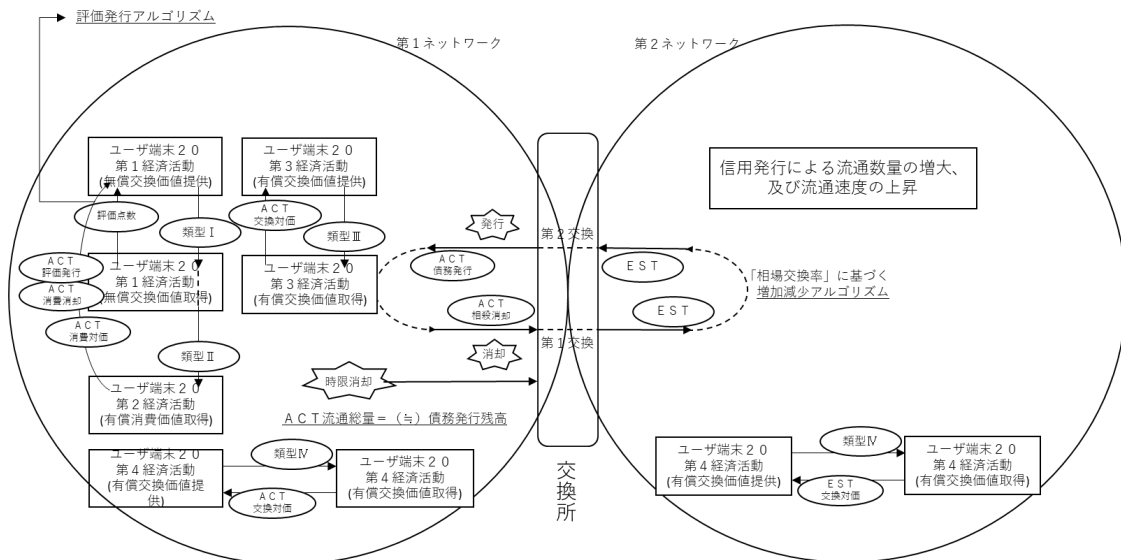 評価発行アルゴリズム
第１ネットワーク
第２ネットワーク
ユーザ端末２０
第１経済活動
(無償交換価値提供)
ユーザ端末２０
第３経済活動
(有償交換価値提供)
評価点数
類型Ⅰ
ＡＣＴ
交換対価
類型Ⅲ
ＡＣＴ
評価発行
ＡＣＴ
消費消却
ＡＣＴ
消費対価
ユーザ端末２０
第１経済活動
(無償交換価値取得)
ユーザ端末２０
第３経済活動
(有償交換価値取得)
類型Ⅱ
ユーザ端末２０
第２経済活動
(有償消費価値取得)
発行
ＡＣＴ
債務発行
ＡＣＴ
相殺消却
消却
時限消却
ＡＣＴ流通総量＝（≒）債務発行残高
第２交換
第１交換
交換所
ＥＳＴ
ＥＳＴ
「相場交換率」に基づく
増加減少アルゴリズム
信用発行による流通数量の増大、
及び流通速度の上昇
ユーザ端末２０
第４経済活動
(有償交換価値提
供)
類型Ⅳ
ＡＣＴ
交換対価
ユーザ端末２０
第４経済活動
(有償交換価値取得)
ユーザ端末２０
第４経済活動
(有償交換価値提供)
類型Ⅳ
ＥＳＴ
交換対価
ユーザ端末２０
第４経済活動
(有償交換価値取得)